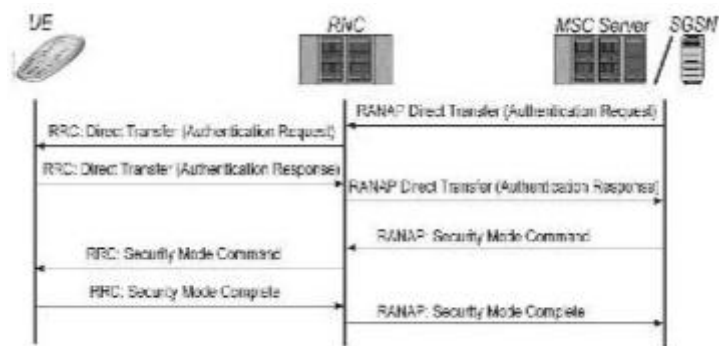 UE
RNC
MSC Server
SGSN
RANAP Direct Transfer (Authentication Request)
RRC: Direct Transfer (Authentication Request)
RRC: Direct Transfer (Authentication Response)
RANAP Direct Transfer (Authentication Response)
RANAP: Security Mode Command
RRC: Security Mode Command
RRC: Security Mode Complete
RANAP: Security Mode Complete